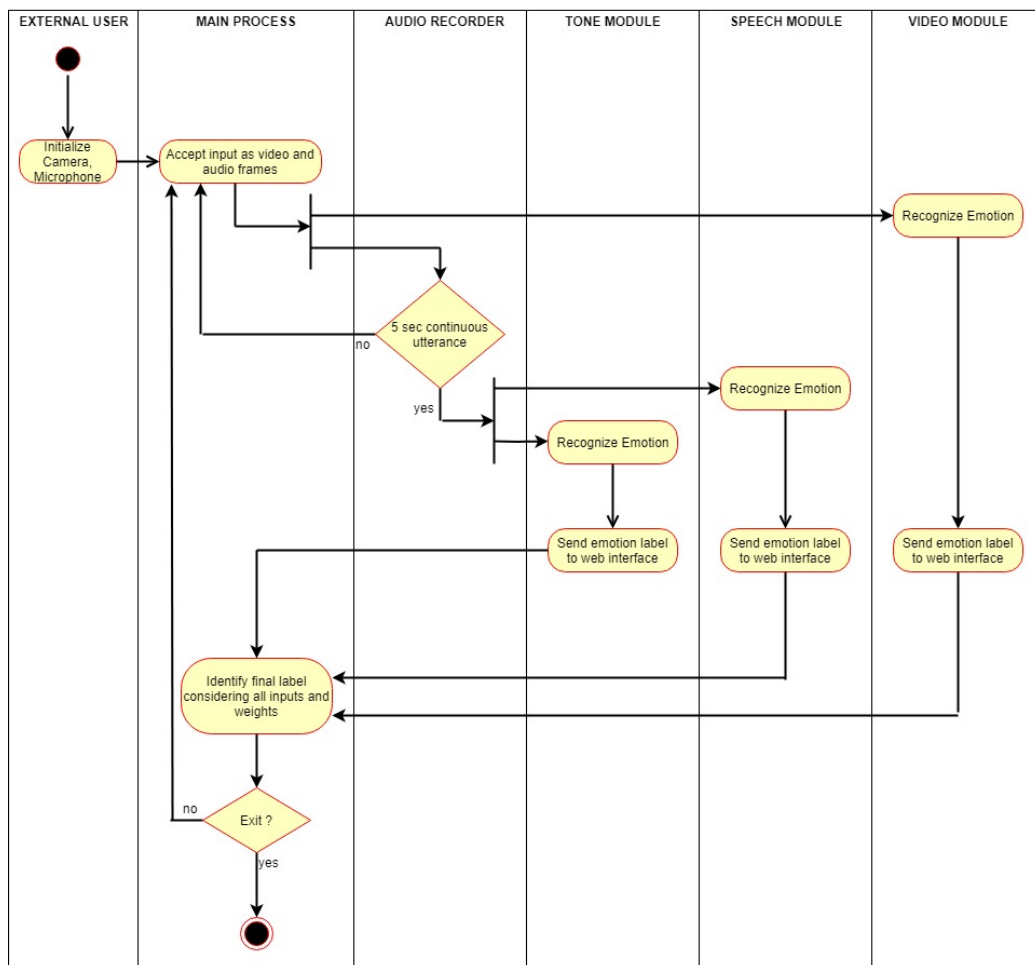 EXTERNAL USER
MAIN PROCESS
AUDIO RECORDER
TONE MODULE
SPEECH MODULE
VIDEO MODULE
Initialize
Camera,
Microphone
Accept input as video and
audio frames
Recognize Emotion
5 sec continuous
utterance
no
yes
Recognize Emotion
Recognize Emotion
Send emotion label
to web interface
Send emotion label
to web interface
Send emotion label
to web interface
Identify final label
considering all inputs and
weights
no
Exit ?
yes